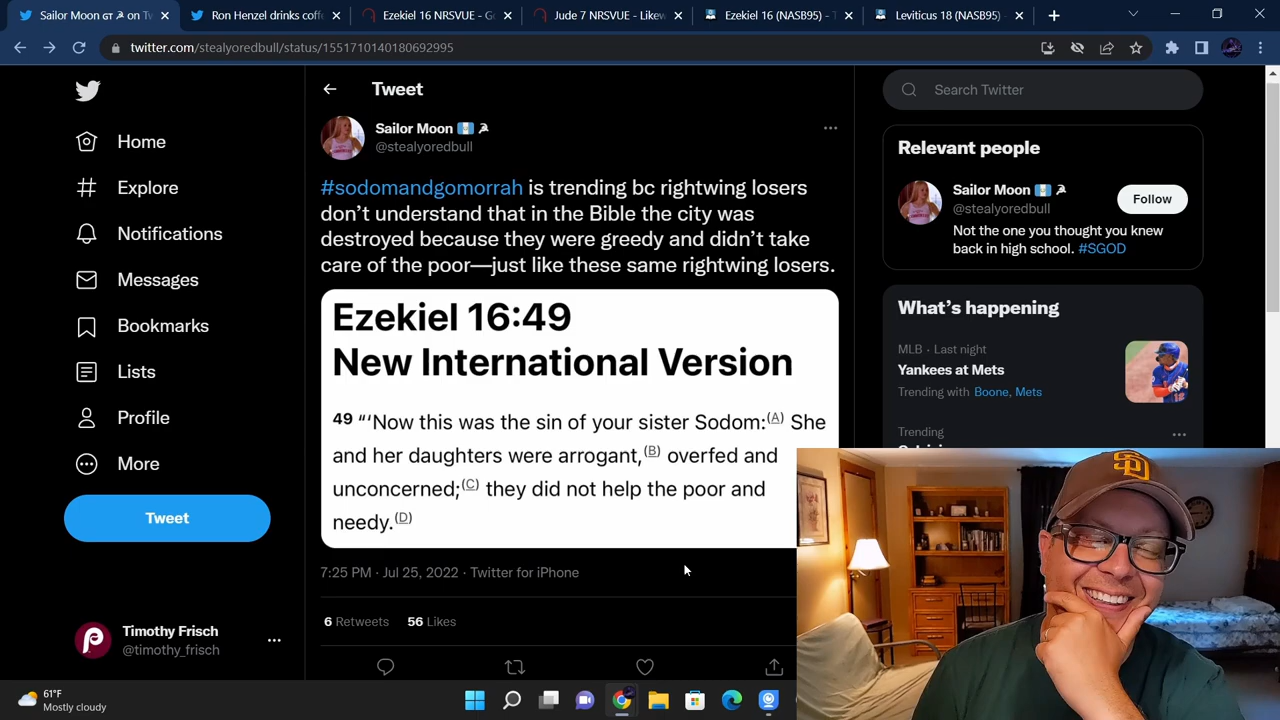 Sailor Moon GT ☭ on Tw
Ron Henzel drinks coff
Ezekiel 16 NRSVUE - Go
Jude 7 NRSVUE - Likew
Ezekiel 16 (NASB95) - T
Leviticus 18 (NASB95) -
twitter.com/stealyoredbull/status/1551710140180692995
Home
Explore
Notifications
Messages
Bookmarks
Lists
Profile
More
Tweet
Timothy Frisch
@timothy_frisch
Tweet
Sailor Moon 🇬🇹 ☭
@stealyoredbull
#sodomandgomorrah is trending bc rightwing losers
don’t understand that in the Bible the city was
destroyed because they were greedy and didn’t take
care of the poor—just like these same rightwing losers.
Ezekiel 16:49
New International Version
49 “‘Now this was the sin of your sister Sodom:(A) She
and her daughters were arrogant,(B) overfed and
unconcerned;(C) they did not help the poor and
needy.(D)
7:25 PM · Jul 25, 2022 · Twitter for iPhone
6 Retweets 56 Likes
Search Twitter
Relevant people
Sailor Moon 🇬🇹 ☭
@stealyoredbull
Follow
Not the one you thought you knew
back in high school. #SGOD
What’s happening
MLB · Last night
Yankees at Mets
Trending with Boone, Mets
Trending
SD
61°F
Mostly cloudy